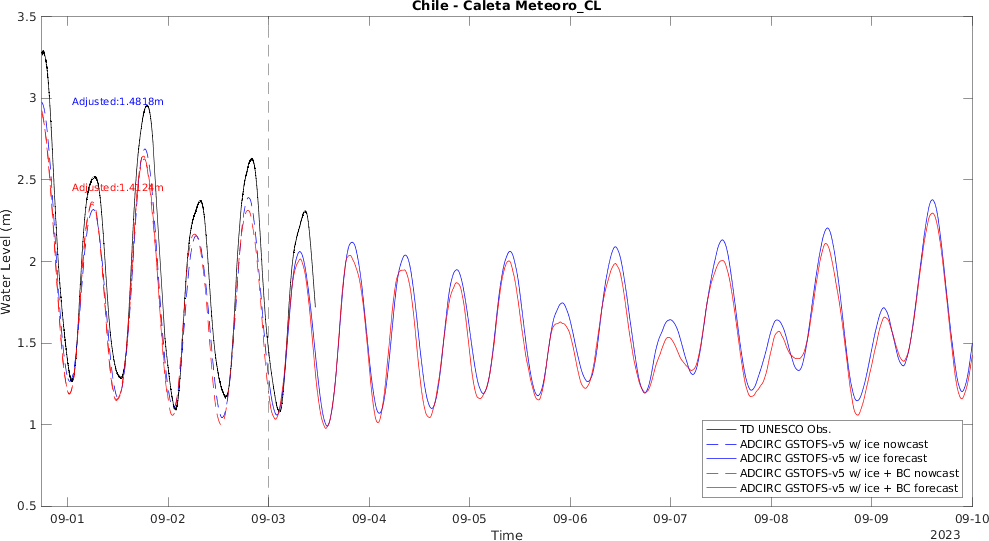 Chile - Caleta Meteoro_CL
3.5
3
2.5
2
1.5
1
0.5
Water Level (m)
Adjusted:1.4818m
Adjusted:1.4124m
TD UNESCO Obs.
ADCIRC GSTOFS-v5 w/ ice nowcast
ADCIRC GSTOFS-v5 w/ ice forecast
ADCIRC GSTOFS-v5 w/ ice + BC nowcast
ADCIRC GSTOFS-v5 w/ ice + BC forecast
09-01 09-02 09-03 09-04 09-05 09-06 09-07 09-08 09-09 09-10
Time
2023